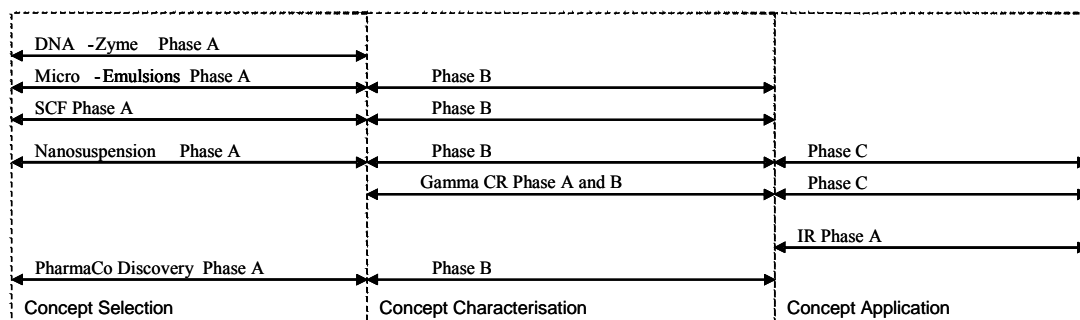 DNA -Zyme Phase A
Micro -Emulsions Phase A Phase B
SCF Phase A Phase B
Nanosuspension Phase A Phase B Phase C
Gamma CR Phase A and B Phase C
IR Phase A
PharmaCo Discovery Phase A Phase B
Concept Selection Concept Characterisation Concept Application